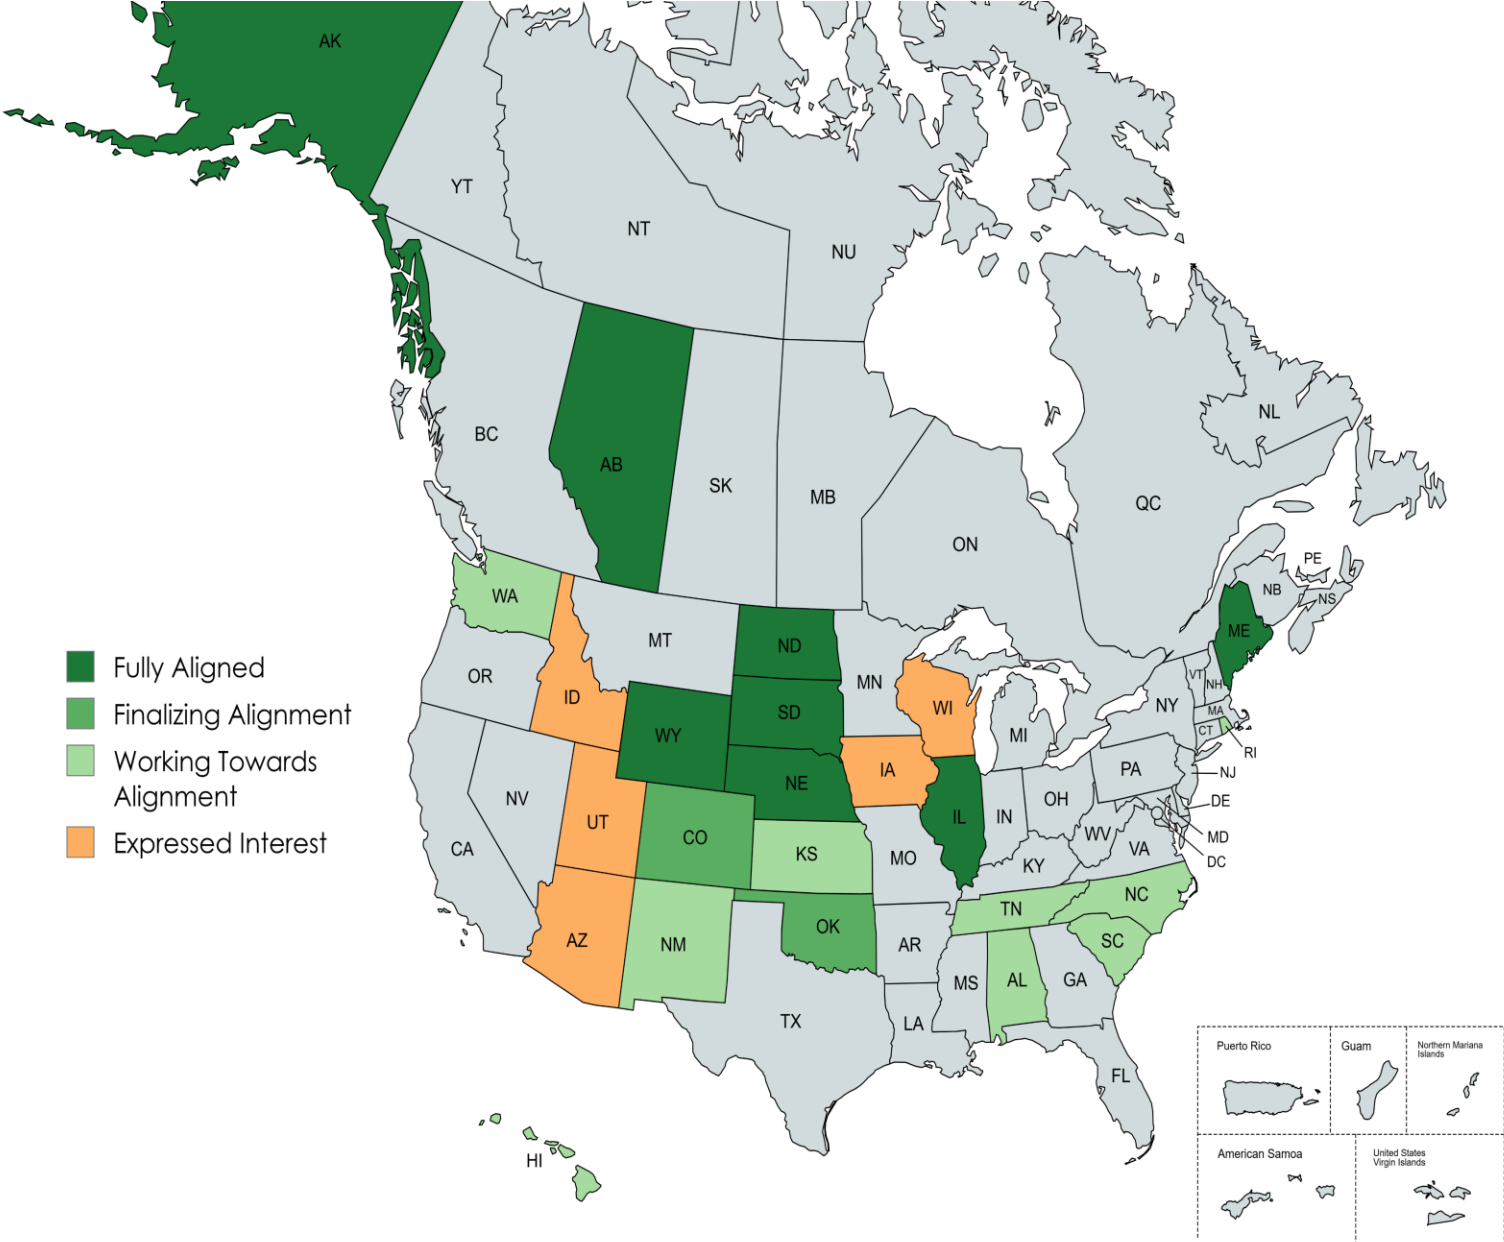 AK
YT
NT
NU
BC
AB
SK
MB
ON
QC
NL
PE
NB
NS
WA
OR
ID
MT
ND
SD
MN
WI
MI
ME
VT
NH
NY
MA
CT
RI
Fully Aligned
Finalizing Alignment
Working Towards
Alignment
Expressed Interest
WY
NE
IA
IL
IN
OH
PA
NJ
DE
MD
DC
WV
VA
KY
CA
NV
UT
CO
KS
MO
AZ
NM
OK
AR
TN
NC
SC
MS
AL
GA
TX
LA
FL
HI
Puerto Rico
Guam
Northern Mariana
Islands
American Samoa
United States
Virgin Islands